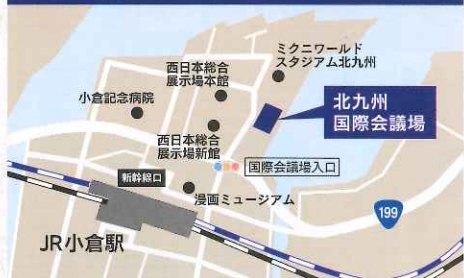 ミクニワールド
スタジアム北九州
西日本総合
展示場本館
小倉記念病院
北九州
国際会議場
西日本総合
展示場新館
国際会議場入口
新幹線口
漫画ミュージアム
199
JR小倉駅